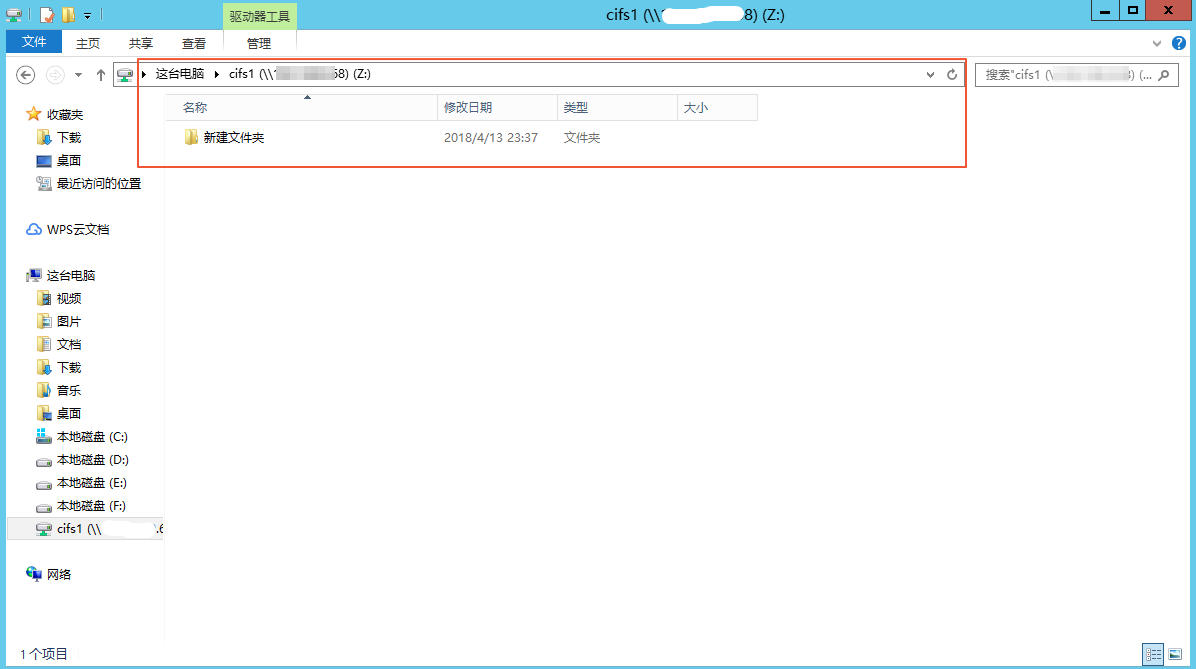 驱动器工具
cifs1 (\\ 8) (Z:)
文件 主页 共享 查看 管理
这台电脑 cifs1 (\\1 68) (Z:)
搜索"cifs1 (\ ) (...
名称 修改日期 类型 大小
新建文件夹 2018/4/13 23:37 文件夹
收藏夹
下载
桌面
最近访问的位置
WPS云文档
这台电脑
视频
图片
文档
下载
音乐
桌面
本地磁盘 (C:)
本地磁盘 (D:)
本地磁盘 (E:)
本地磁盘 (F:)
cifs1 (\\ .6
网络
1 个项目